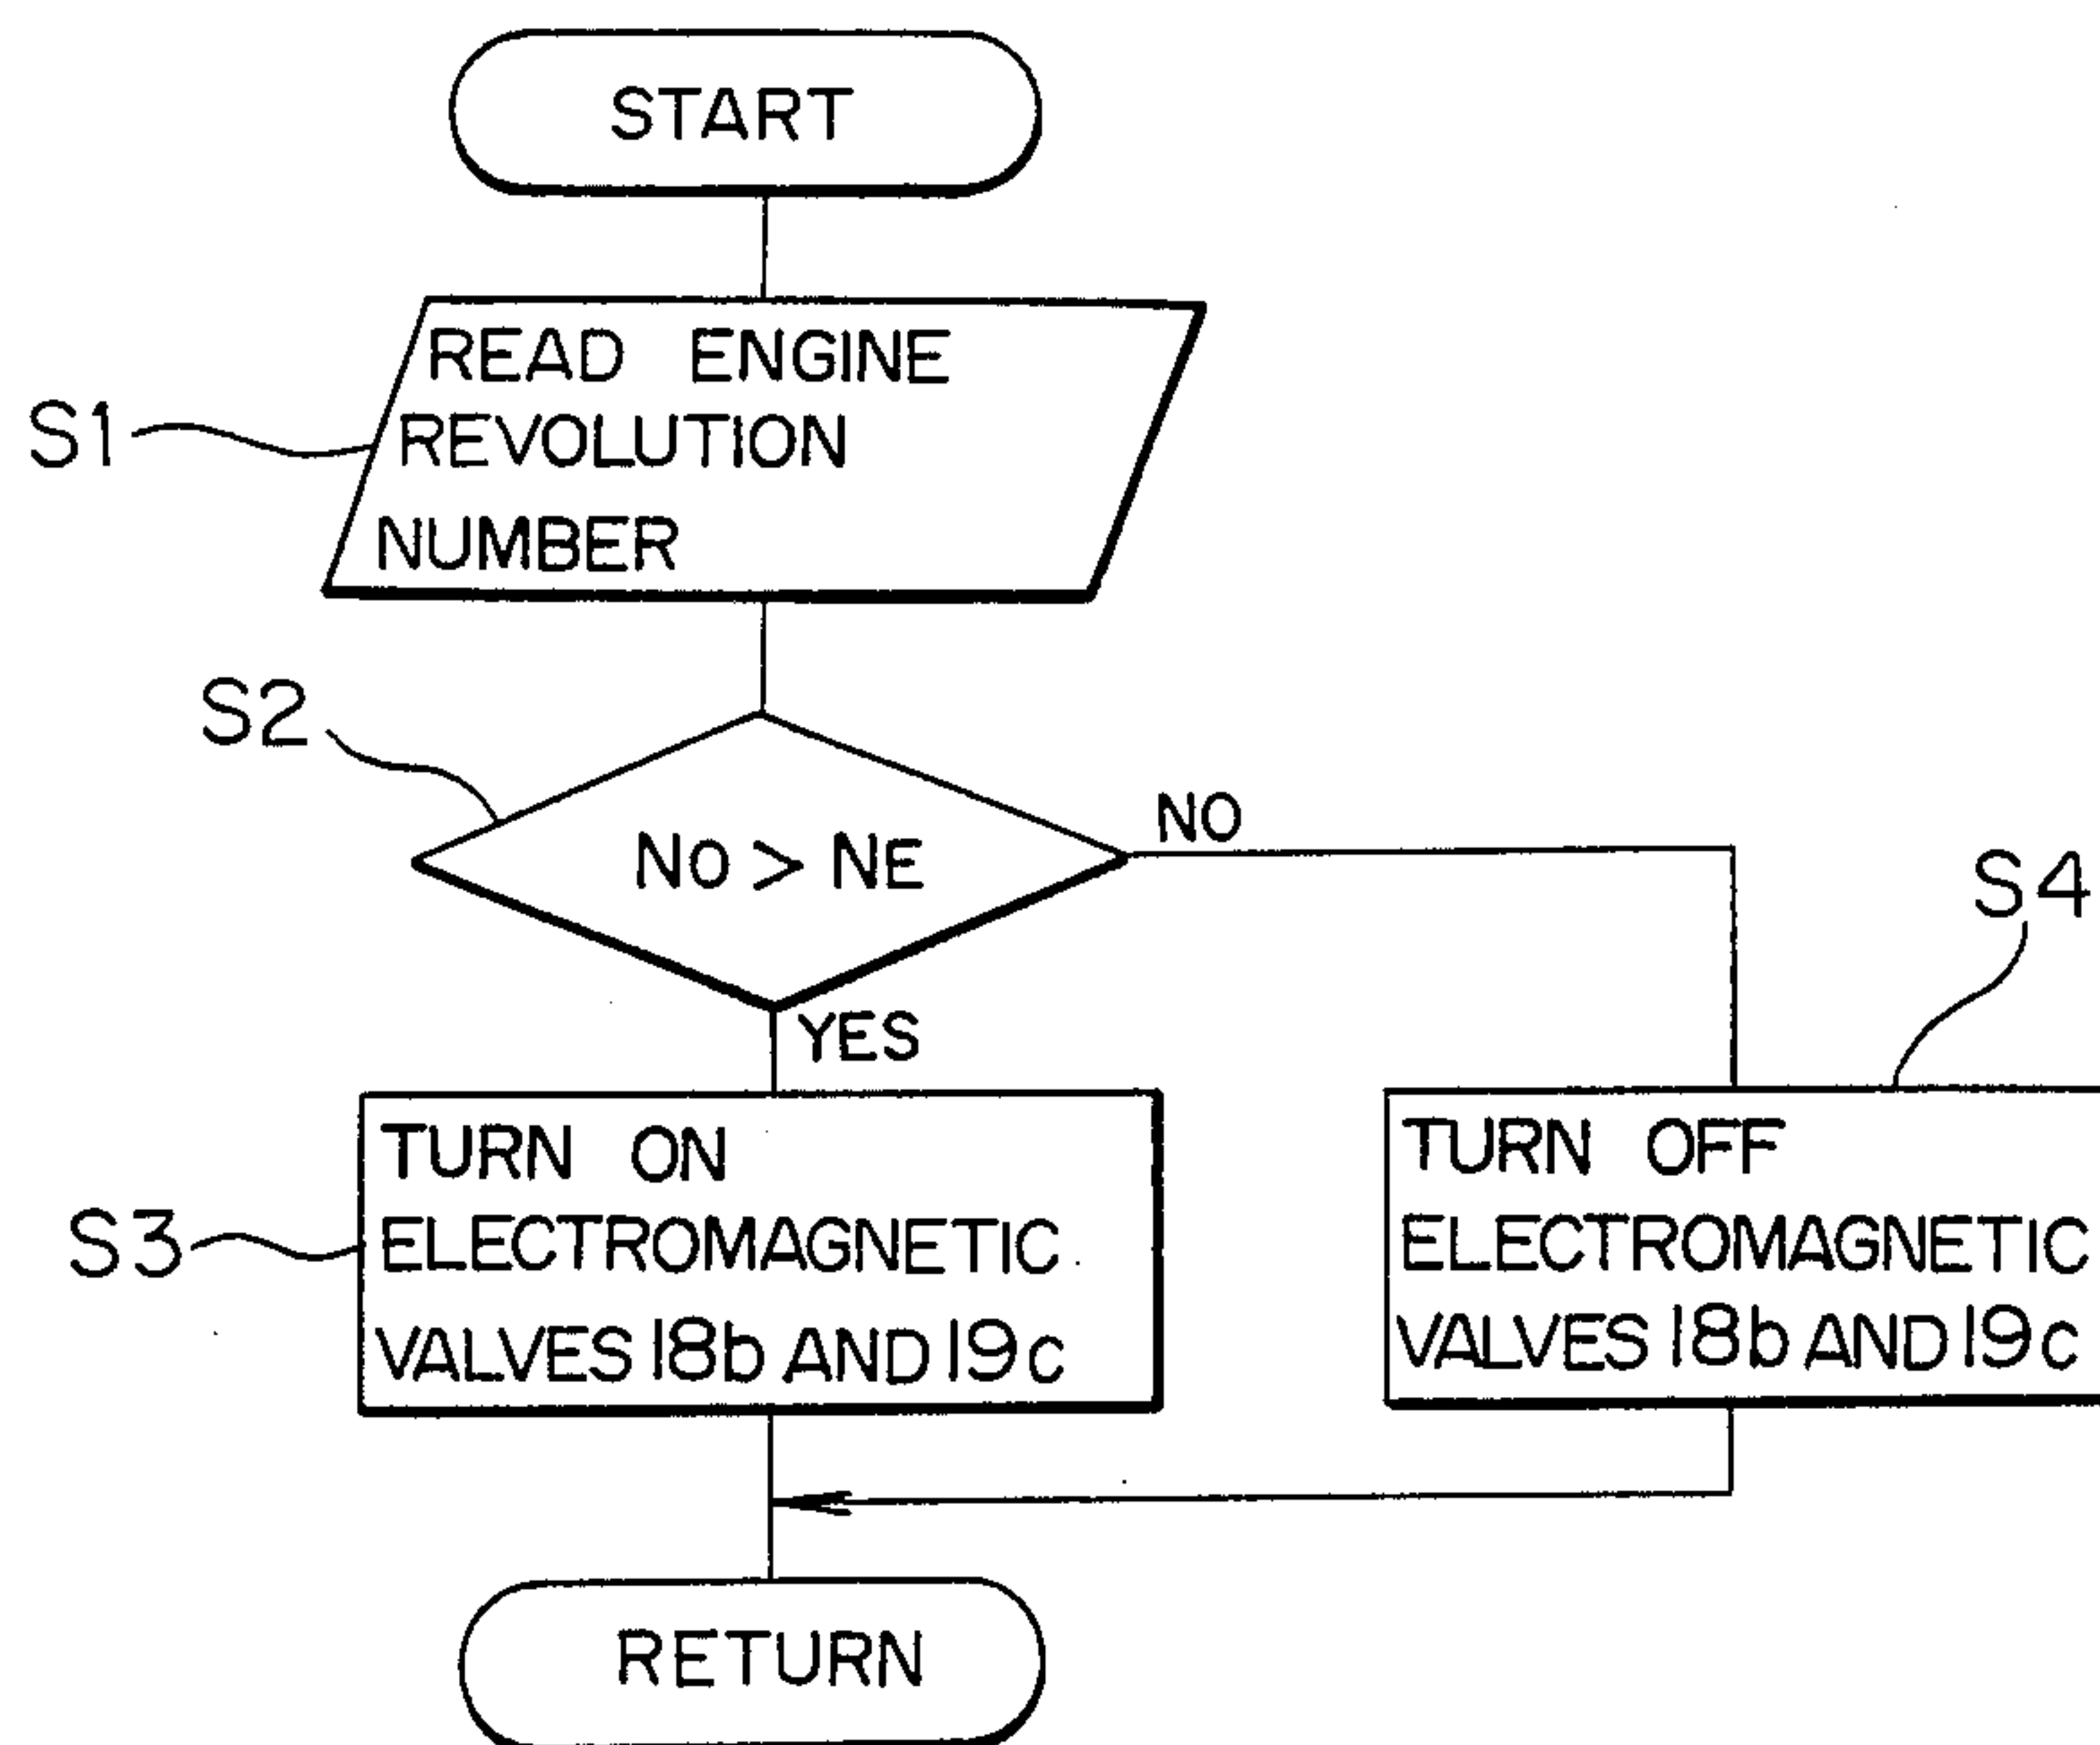 START
S1
READ ENGINE
REVOLUTION
NUMBER
S2
NO > NE
NO
YES
S4
S3
TURN ON
ELECTROMAGNETIC
VALVES 18b AND 19c
TURN OFF
ELECTROMAGNETIC
VALVES 18b AND 19c
RETURN